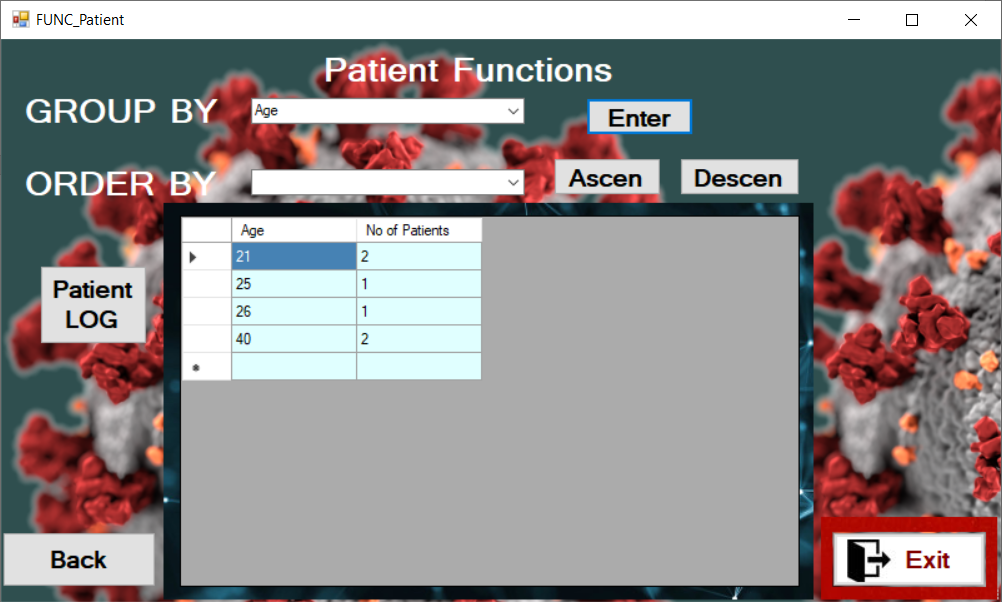 FUNC_Patient
Patient Functions
GROUP BY Age Enter
ORDER BY Ascen Descen
Age No of Patients
21 2
25 1
26 1
40 2
Patient
LOG
Back
Exit